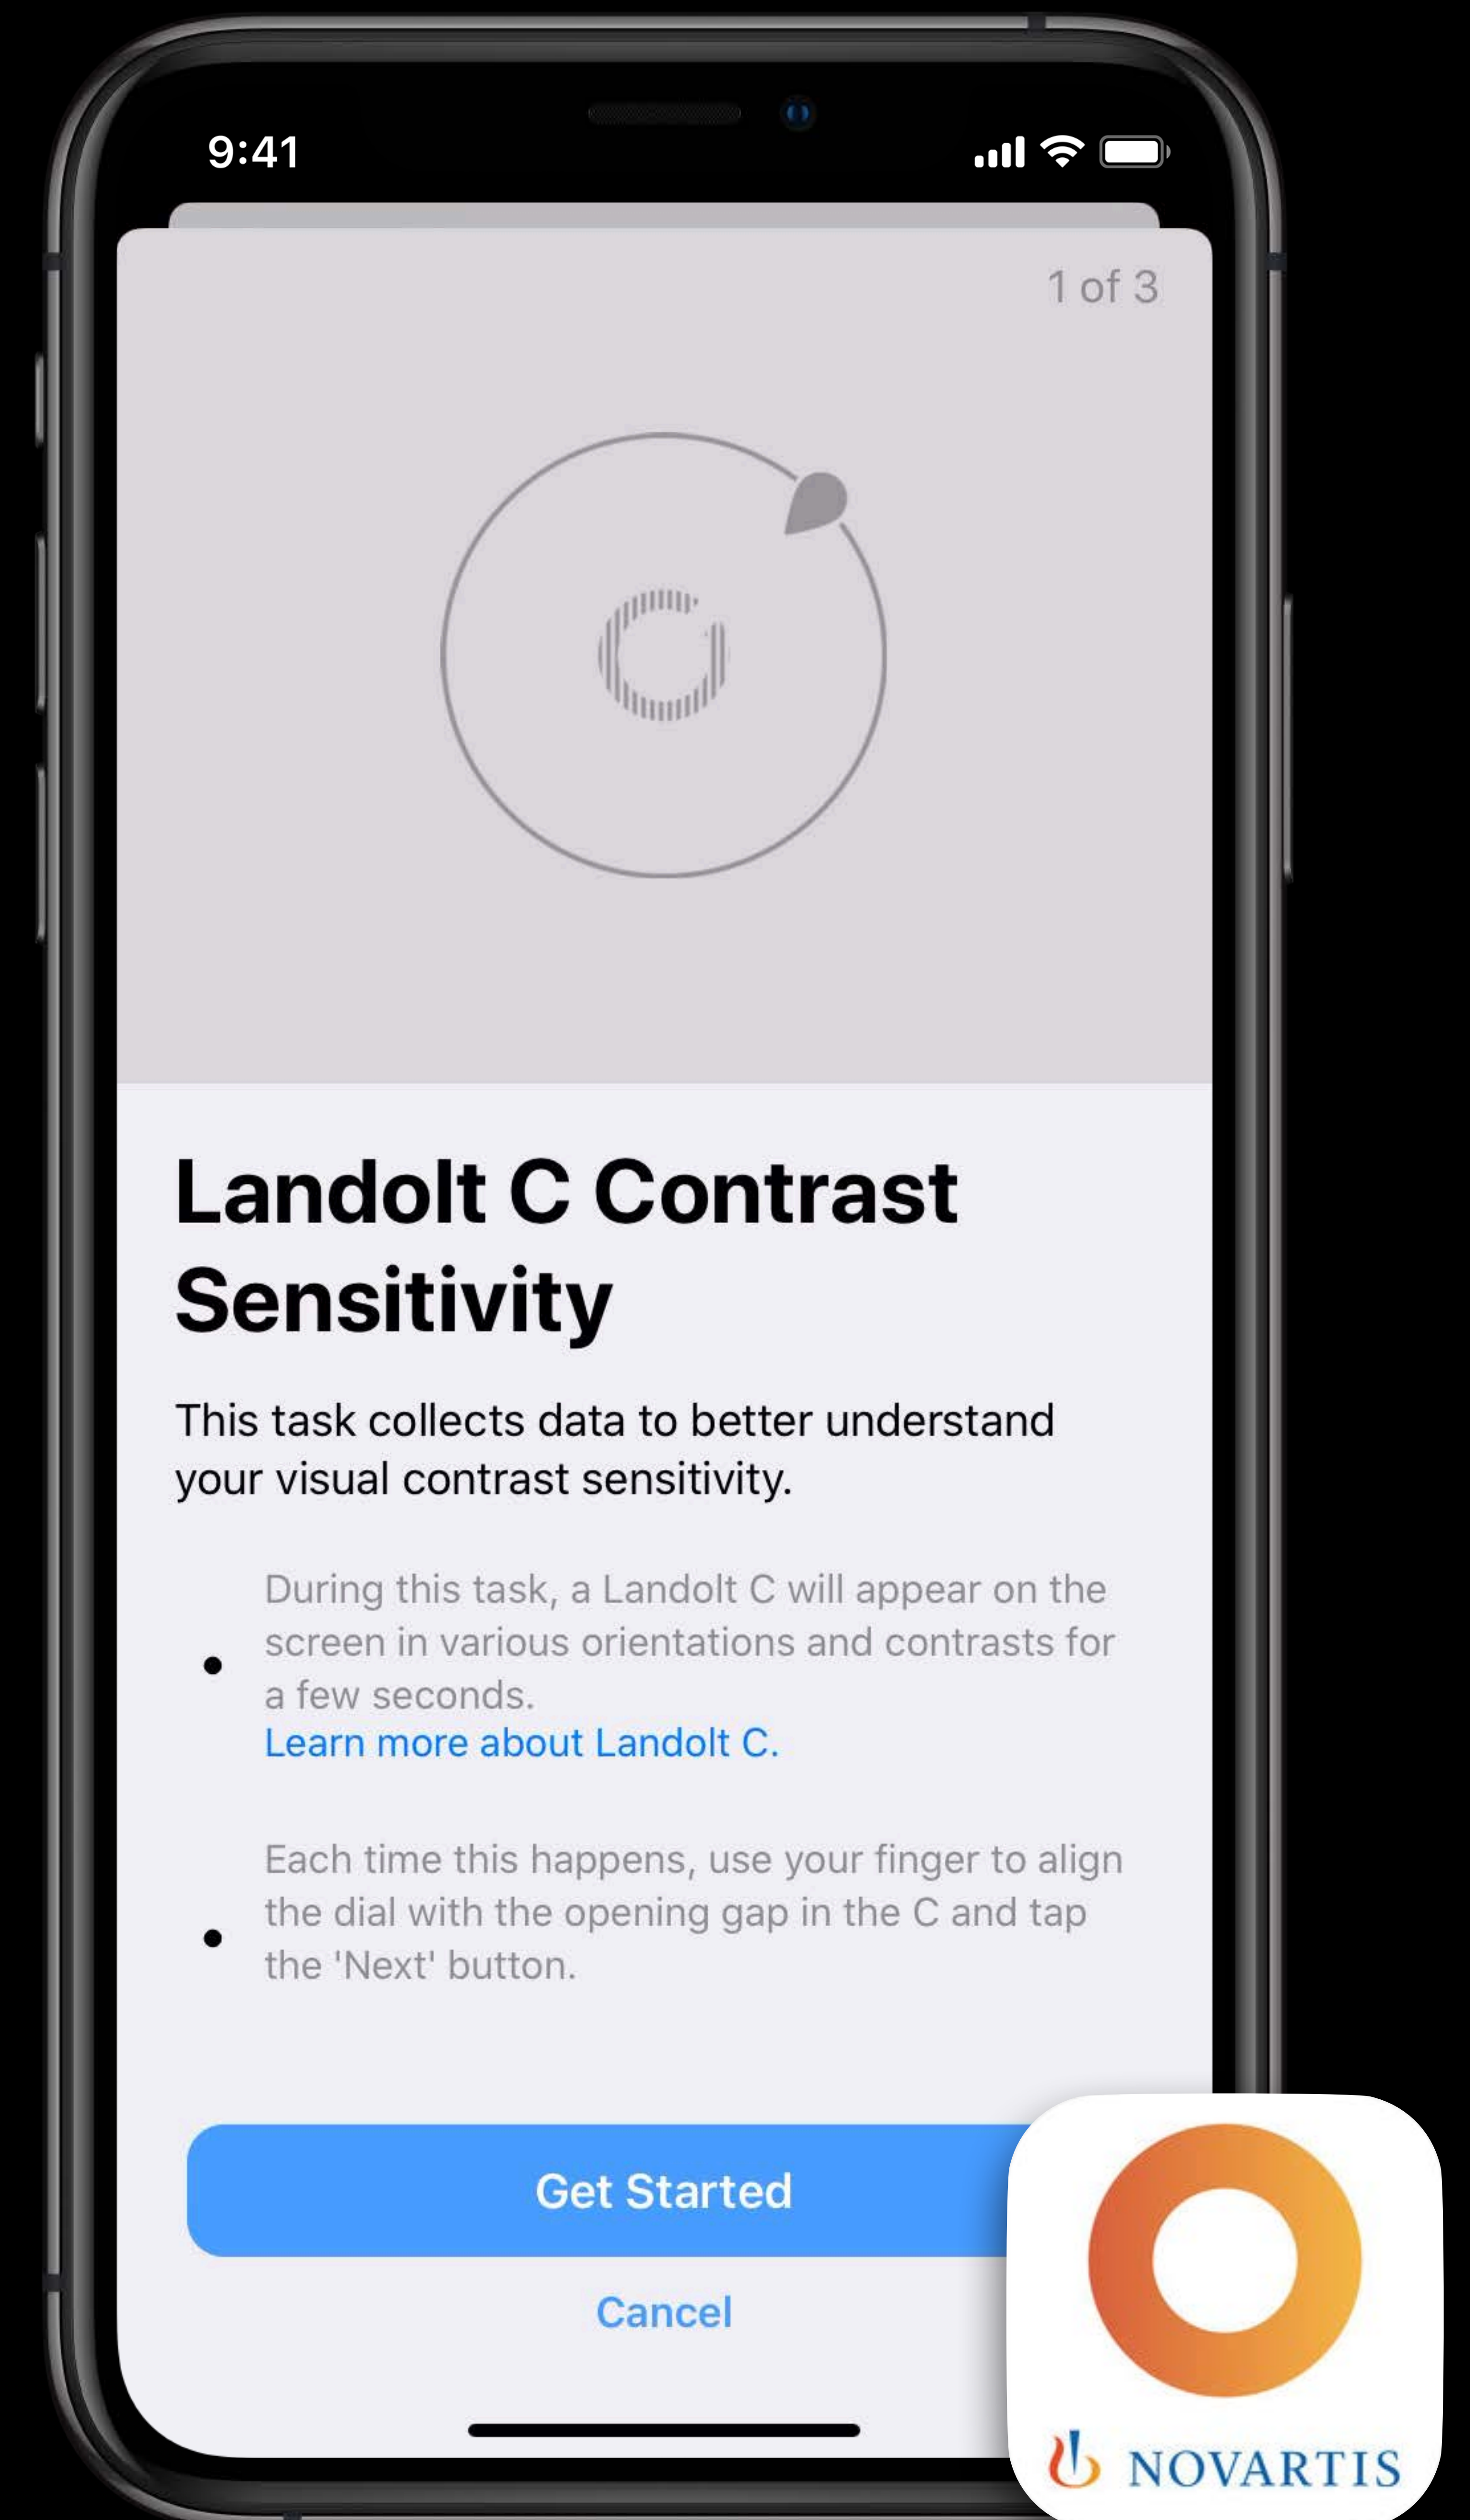 9:41
1 of 3
Landolt C Contrast
Sensitivity
This task collects data to better understand
your visual contrast sensitivity.
During this task, a Landolt C will appear on the
screen in various orientations and contrasts for
a few seconds.
Learn more about Landolt C.
Each time this happens, use your finger to align
the dial with the opening gap in the C and tap
the 'Next' button.
Get Started
Cancel
NOVARTIS